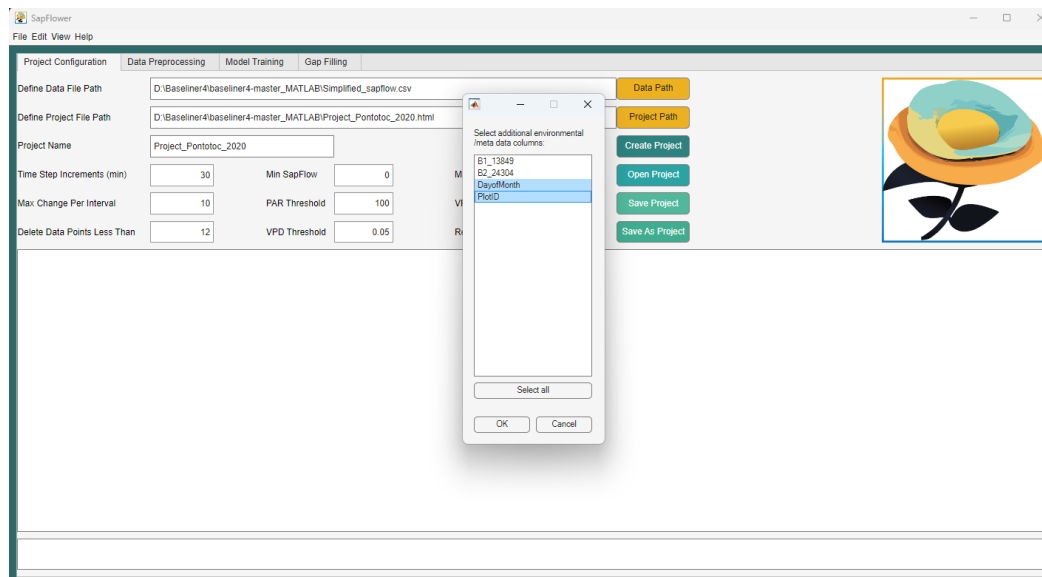 SapFlower
File Edit View Help
Project Configuration Data Preprocessing Model Training Gap Filling
Define Data File Path D:\Baseliner4\baseliner4-master_MATLAB\Simplified_sapflow.csv Data Path
Define Project File Path D:\Baseliner4\baseliner4-master_MATLAB\Project_Pontotoc_2020.html Project Path
Project Name Project_Pontotoc_2020 Create Project
Time Step Increments (min) 30 Min SapFlow 0 M Open Project
Max Change Per Interval 10 PAR Threshold 100 Save Project
Delete Data Points Less Than 12 VPD Threshold 0.05 Save As Project
Select additional environmental
/meta data columns:
B1_13849
B2_24304
DayofMonth
PlotID
Select all
OK Cancel